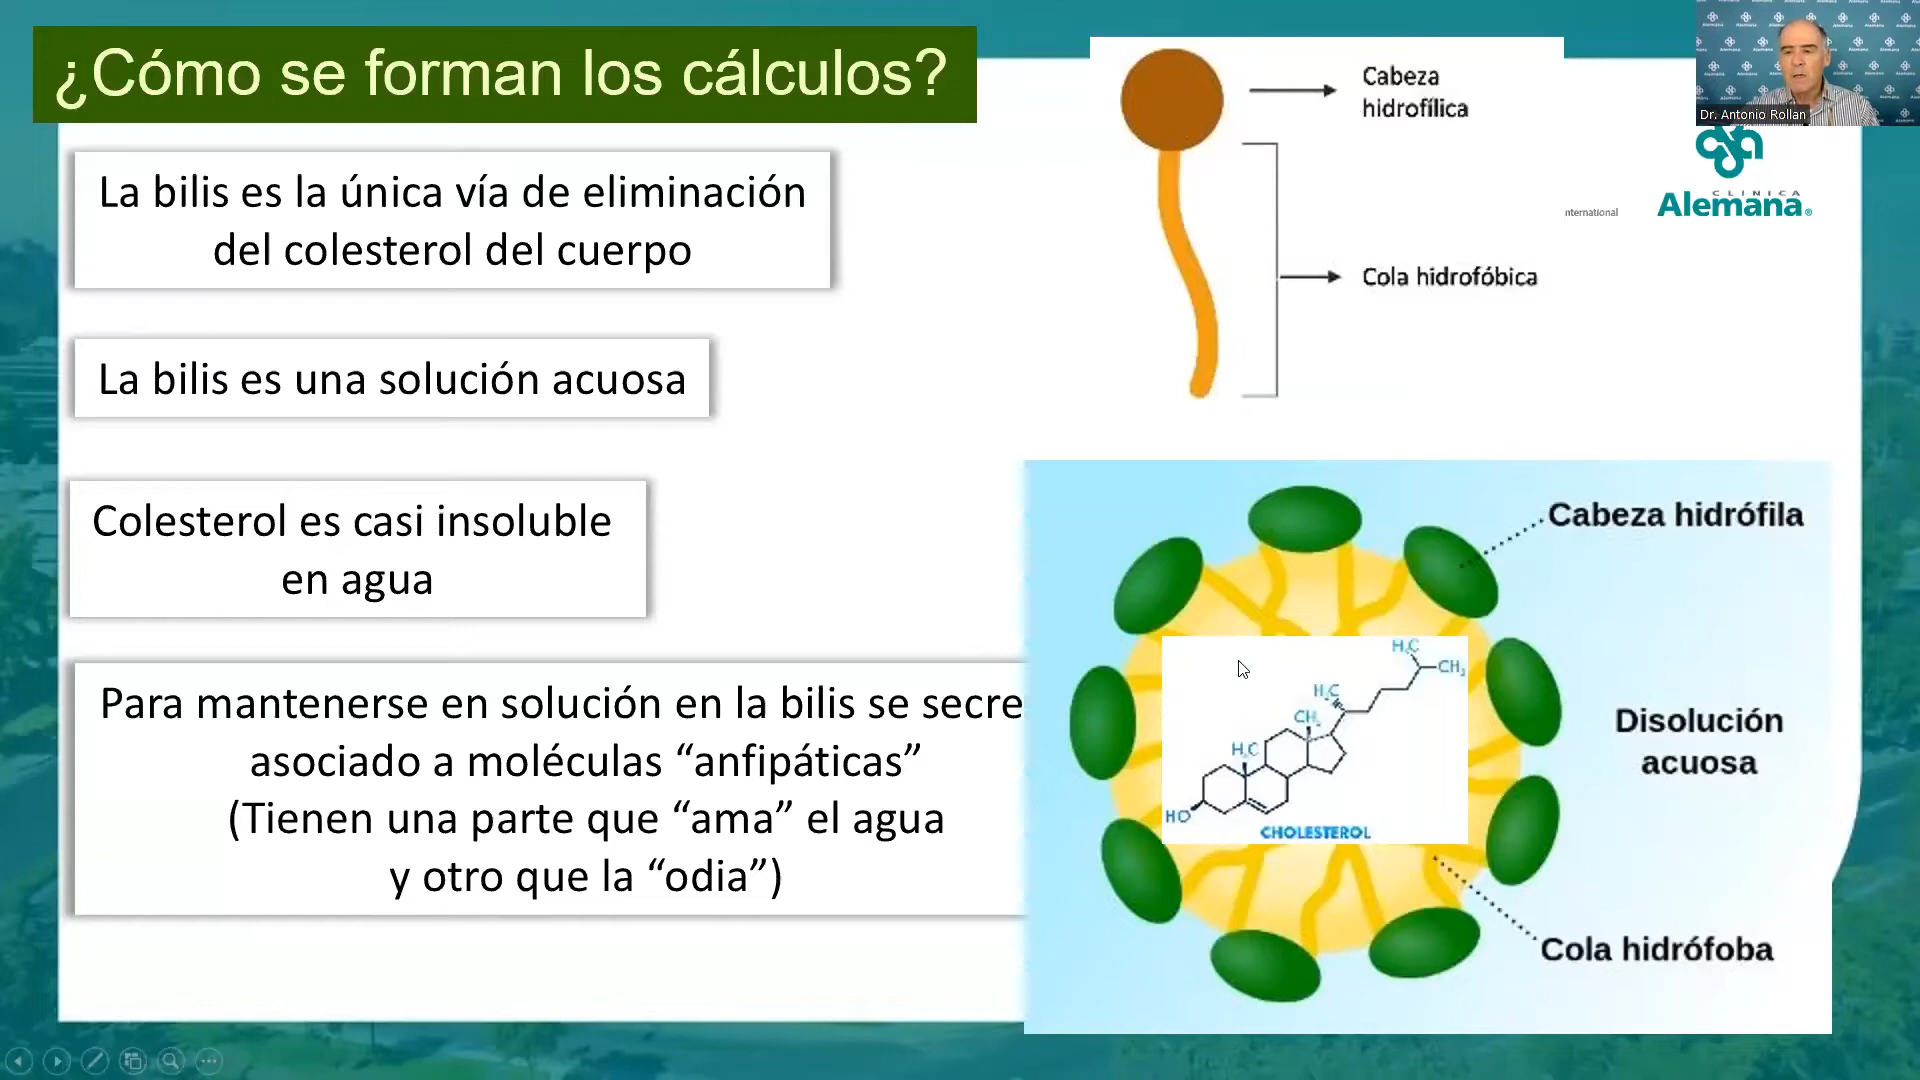 ¿Cómo se forman los cálculos?
La bilis es la única vía de eliminación
del colesterol del cuerpo
La bilis es una solución acuosa
Colesterol es casi insoluble
en agua
Para mantenerse en solución en la bilis se secre
asociado a moléculas “anfipáticas”
(Tienen una parte que “ama” el agua
y otro que la “odia”)
Cabeza
hidrofílica
Cola hidrofóbica
Dr. Antonio Rollan
nternational
CLINICA
Alemana®
Cabeza hidrófila
Disolución
acuosa
Cola hidrófoba
H₃C
CH₃
H₃C
CH₃
H₃C
HO
CHOLESTEROL